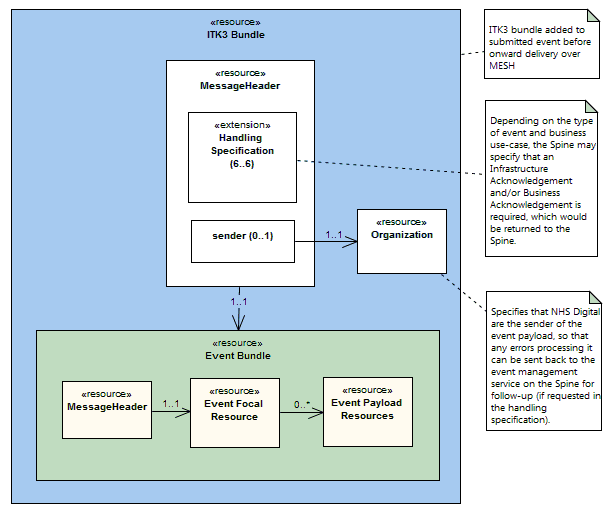 «resource»
ITK3 Bundle
«resource»
MessageHeader
«extension»
Handling
Specification
(6..6)
sender (0..1)
1..1
«resource»
Organization
1..1
«resource»
Event Bundle
«resource»
MessageHeader
1..1
«resource»
Event Focal
Resource
0..*
«resource»
Event Payload
Resources
ITK3 bundle added to
submitted event before
onward delivery over
MESH
Depending on the type
of event and business
use-case, the Spine may
specify that an
Infrastructure
Acknowledgement
and/or Business
Acknowledgement is
required, which would
be returned to the
Spine.
Specifies that NHS Digital
are the sender of the
event payload, so that
any errors processing it
can be sent back to the
event management
service on the Spine for
follow-up (if requested in
the handling
specification).